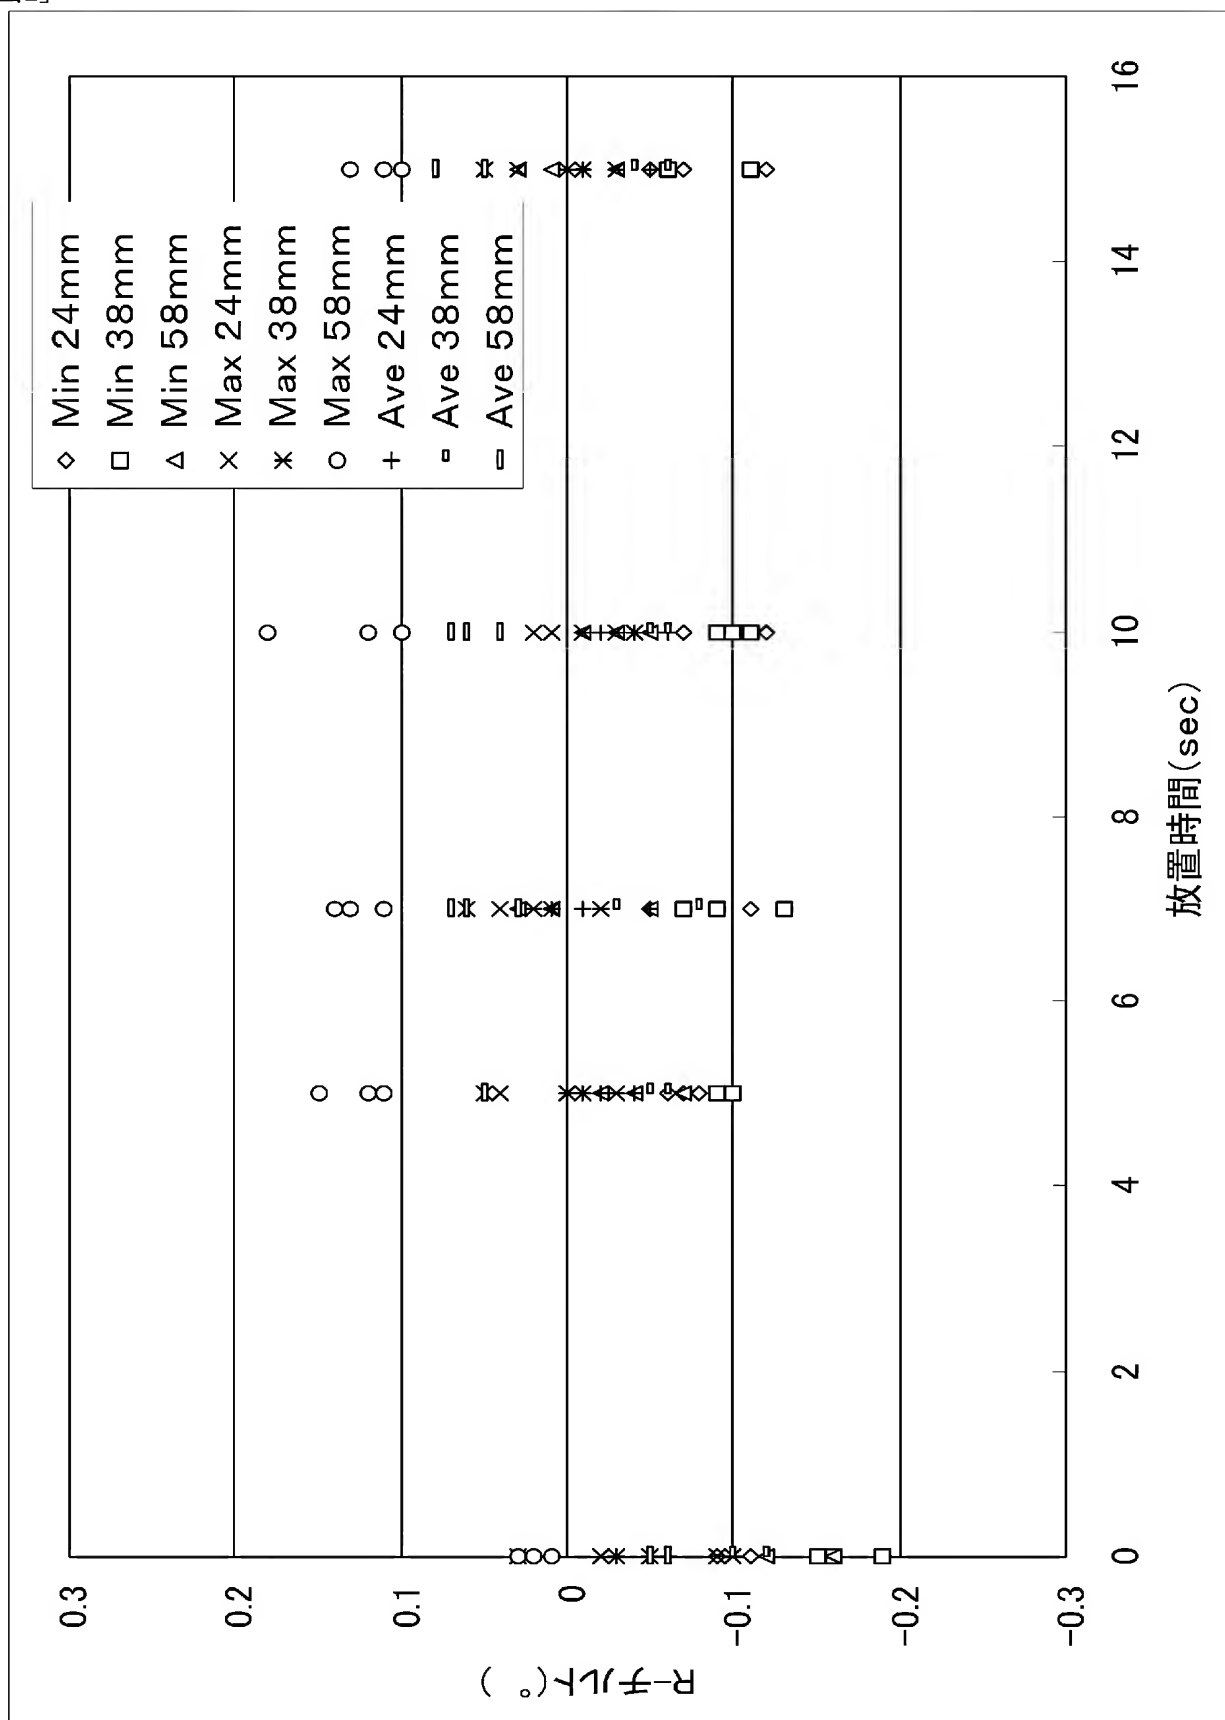 Min 24mm
Min 38mm
Min 58mm
Max 24mm
Max 38mm
Max 58mm
Ave 24mm
Ave 38mm
Ave 58mm
0.3
0.2
0.1
0
-0.1
-0.2
-0.3
R-チルト(°)
0 2 4 6 8 10 12 14 16
放置時間(sec)